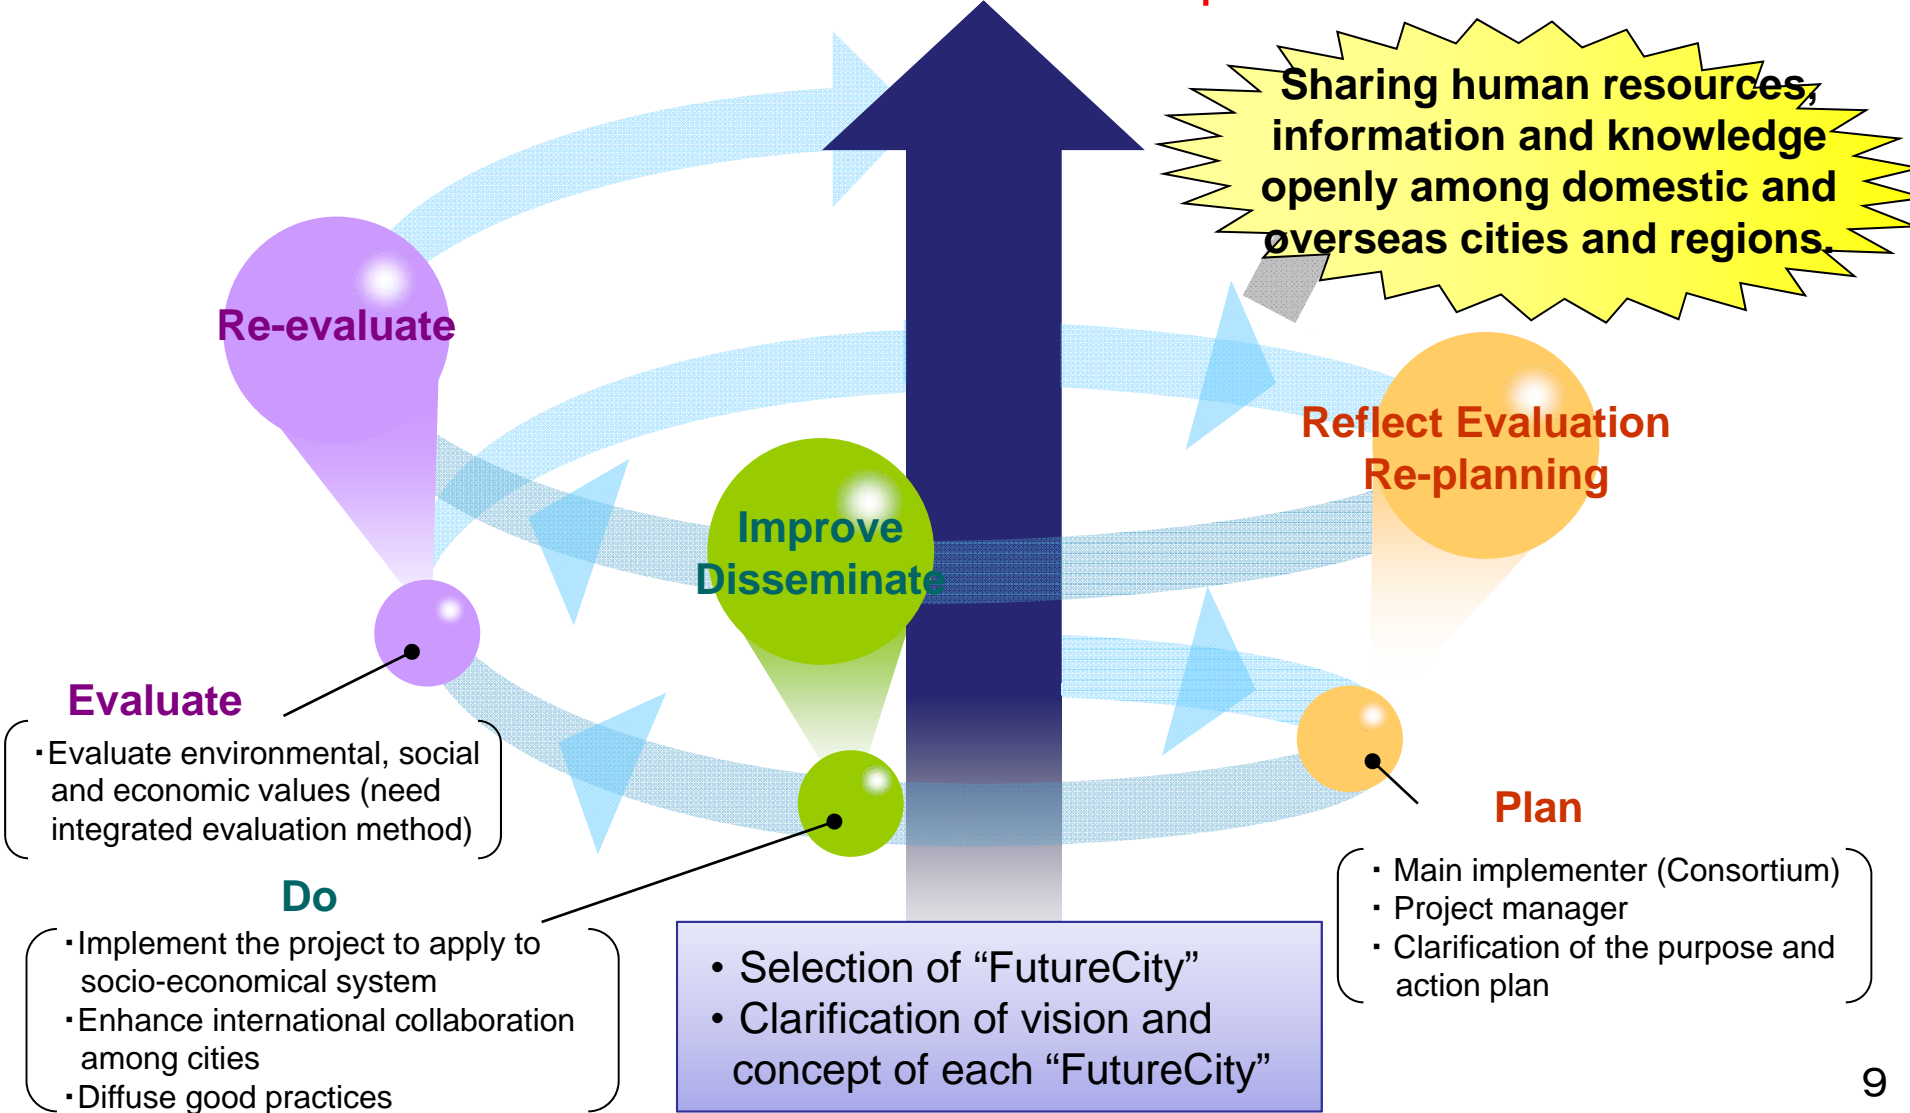 Sharing human resources,
information and knowledge
openly among domestic and
overseas cities and regions.
Re-evaluate
Reflect Evaluation
Re-planning
Improve
Disseminate
Evaluate
・Evaluate environmental, social
and economic values (need
integrated evaluation method)
Plan
・ Main implementer (Consortium)
・ Project manager
・ Clarification of the purpose and
action plan
Do
・Implement the project to apply to
socio-economical system
・Enhance international collaboration
among cities
・Diffuse good practices
• Selection of “FutureCity”
• Clarification of vision and
concept of each “FutureCity”
9